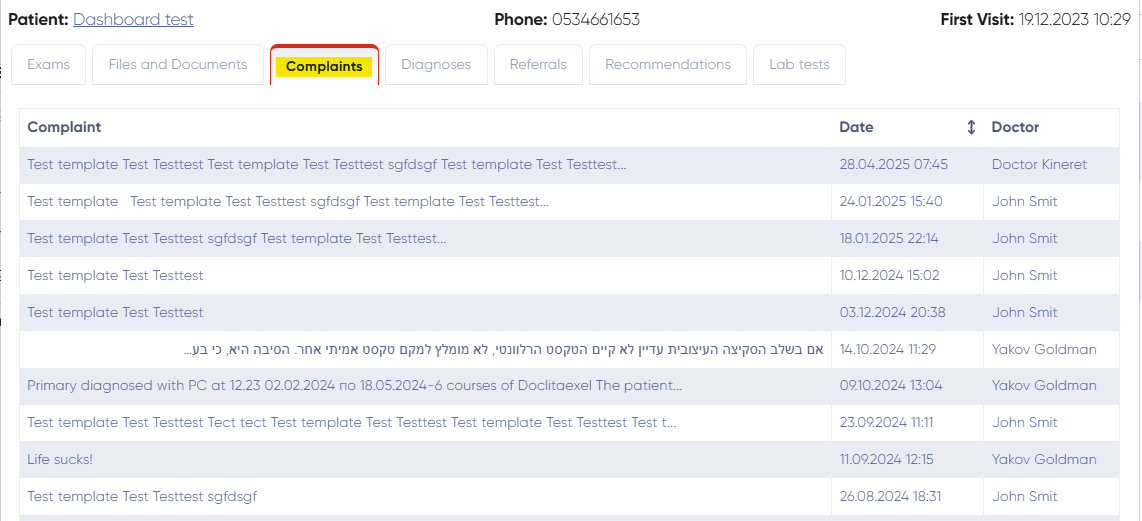 Patient: Dashboard test Phone: 0534661653 First Visit: 19.12.2023 10:29
Exams Files and Documents Complaints Diagnoses Referrals Recommendations Lab tests
Complaint Date Doctor
Test template Test Testtest Test template Test Testtest sgfdsgf Test template Test Testtest... 28.04.2025 07:45 Doctor Kineret
Test template Test template Test Testtest sgfdsgf Test template Test Testtest... 24.01.2025 15:40 John Smit
Test template Test Testtest sgfdsgf Test template Test Testtest... 18.01.2025 22:14 John Smit
Test template Test Testtest 10.12.2024 15:02 John Smit
Test template Test Testtest 03.12.2024 20:38 John Smit
אם בשלב הסקיצה העיצובית עדיין לא קיים הטקסט הרלוונטי, לא מומלץ למקם טקסט אמיתי אחר. הסיבה היא, כי בע... 14.10.2024 11:29 Yakov Goldman
Primary diagnosed with PC at 12.23 02.02.2024 по 18.05.2024-6 courses of Doclitaexel The patient... 09.10.2024 13:04 Yakov Goldman
Test template Test Testtest Tect tect Test template Test Testtest Test template Test Testtest Test t... 23.09.2024 11:11 John Smit
Life sucks! 11.09.2024 12:15 Yakov Goldman
Test template Test Testtest sgfdsgf 26.08.2024 18:31 John Smit